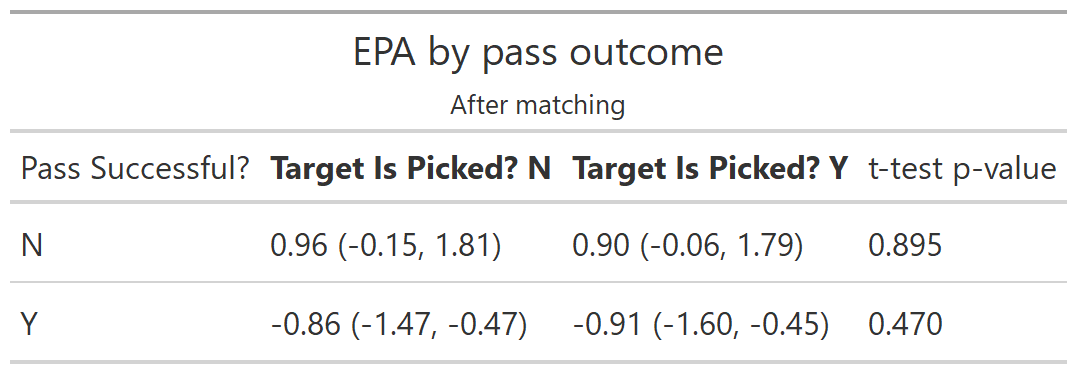 EPA by pass outcome
After matching
Pass Successful? Target Is Picked? N Target Is Picked? Y t-test p-value
N 0.96 (-0.15, 1.81) 0.90 (-0.06, 1.79) 0.895
Y -0.86 (-1.47, -0.47) -0.91 (-1.60, -0.45) 0.470